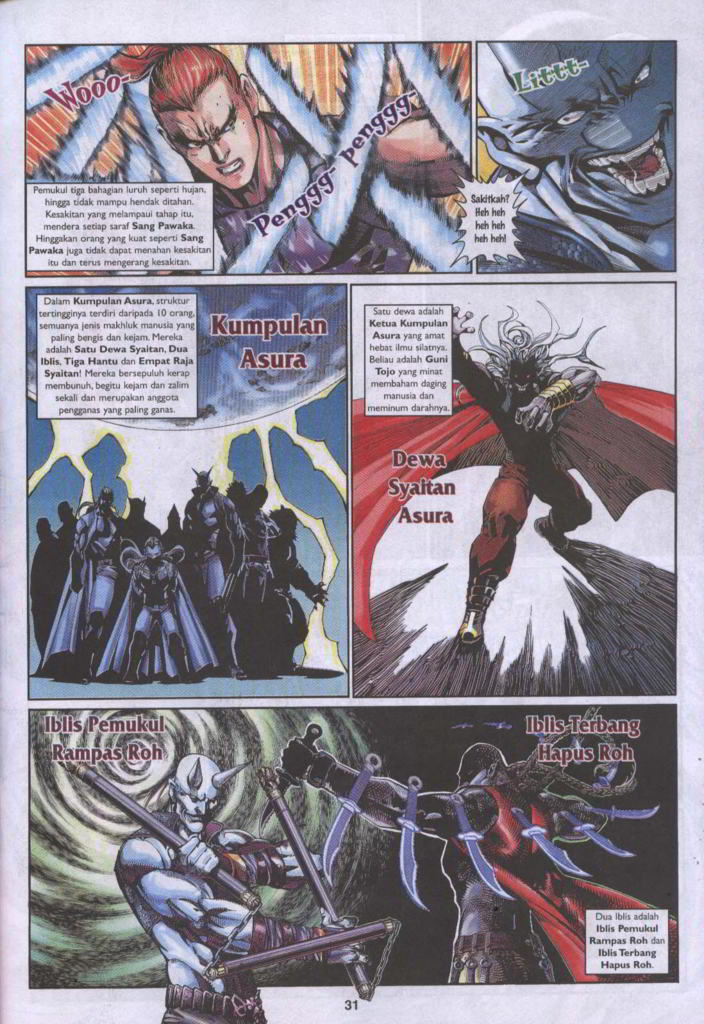 Wooo-
Penggg-penggg-
Littt-
Pemukul tiga bahagian luruh seperti hujan,
hingga tidak mampu hendak ditahan.
Kesakitan yang melampaui tahap itu,
mendera setiap saraf Sang Pawaka.
Hinggakan orang yang kuat seperti Sang
Pawaka juga tidak dapat menahan kesakitan
itu dan terus mengerang kesakitan.
Sakitkah?
Heh heh
heh heh
heh heh!
Dalam Kumpulan Asura, struktur
tertingginya terdiri daripada 10 orang,
semuanya jenis makhluk manusia yang
paling bengis dan kejam. Mereka
adalah Satu Dewa Syaitan, Dua
Iblis, Tiga Hantu dan Empat Raja
Syaitan! Mereka bersepuluh kerap
membunuh, begitu kejam dan zalim
sekali dan merupakan anggota
pengganas yang paling ganas.
Kumpulan
Asura
Satu dewa adalah
Ketua Kumpulan
Asura yang amat
hebat ilmu silatnya.
Beliau adalah Guni
Tojo yang minat
membaham daging
manusia dan
meminum darahnya.
Dewa
Syaitan
Asura
Iblis Pemukul
Rampas Roh
Iblis Terbang
Hapus Roh
Dua Iblis adalah
Iblis Pemukul
Rampas Roh dan
Iblis Terbang
Hapus Roh.
31